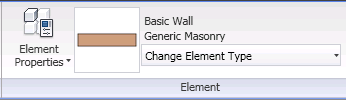 Element
Properties
Basic Wall
Generic Masonry
Change Element Type
Element